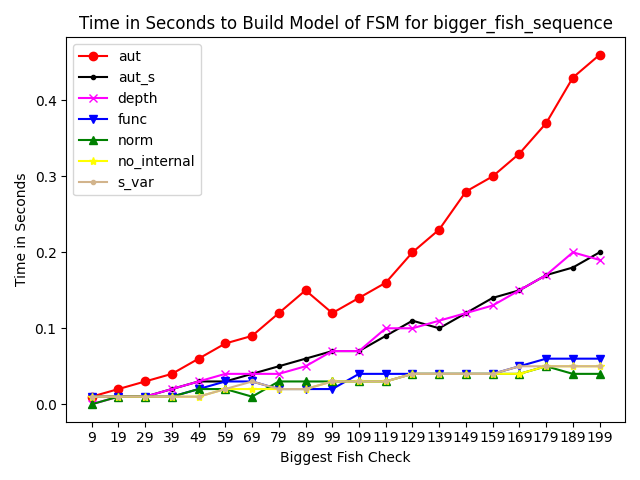 Time in Seconds to Build Model of FSM for bigger_fish_sequence
aut
aut_s
depth
func
norm
no_internal
s_var
Time in Seconds
0.4
0.3
0.2
0.1
0.0
9 19 29 39 49 59 69 79 89 99 109 119 129 139 149 159 169 179 189 199
Biggest Fish Check